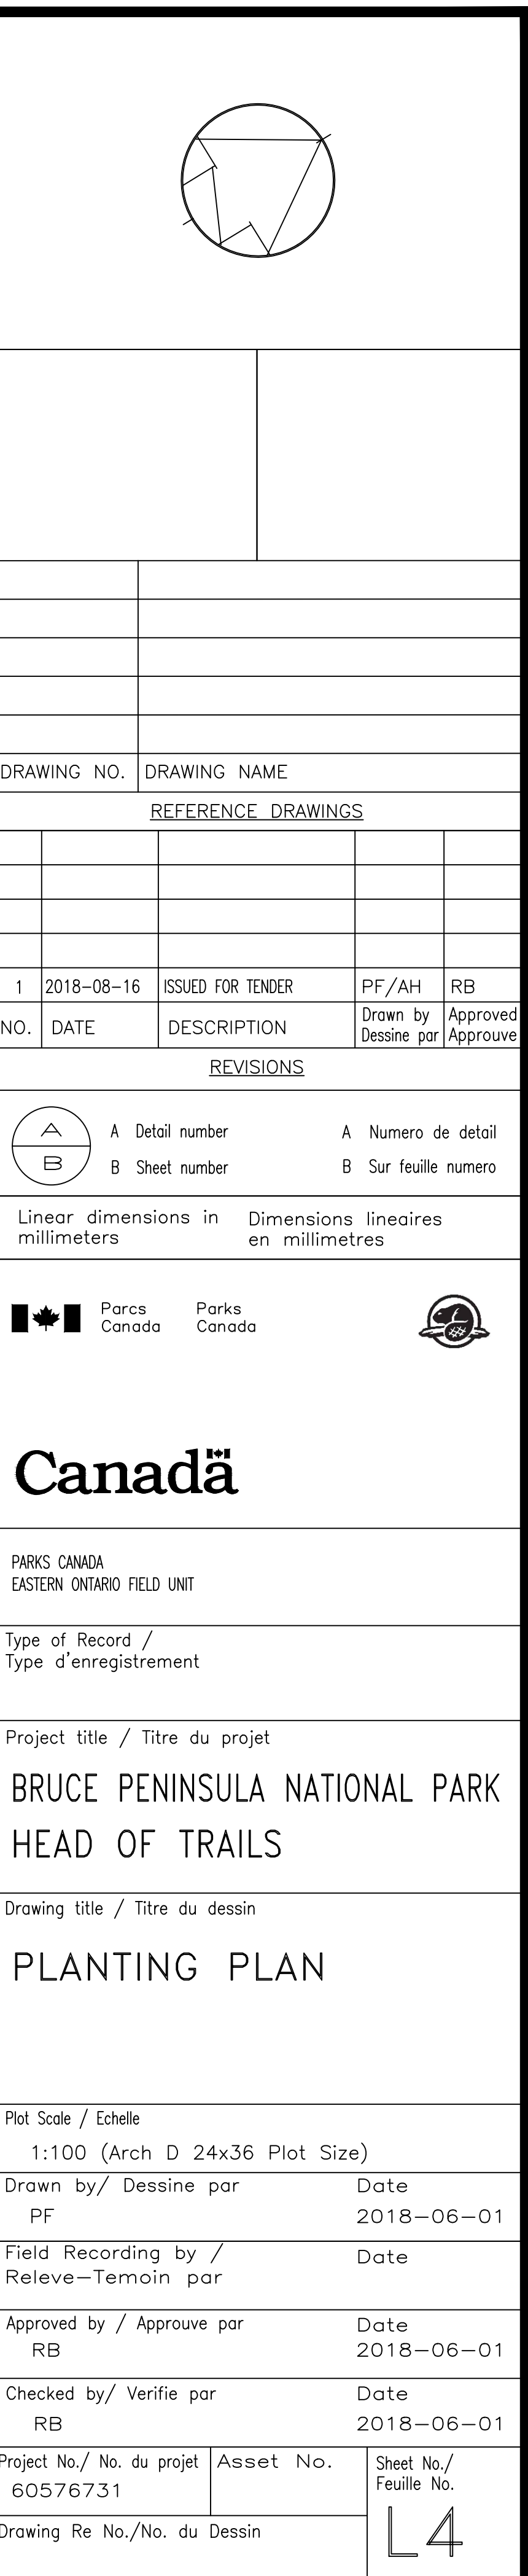 DRAWING NO. DRAWING NAME
REFERENCE DRAWINGS
1 2018-08-16 ISSUED FOR TENDER PF/AH RB
NO. DATE DESCRIPTION Drawn by Approved
Dessine par Approuve
REVISIONS
A A Detail number A Numero de detail
B B Sheet number B Sur feuille numero
Linear dimensions in
millimeters
Dimensions lineaires
en millimetres
Parcs
Canada
Parks
Canada
Canada
PARKS CANADA
EASTERN ONTARIO FIELD UNIT
Type of Record /
Type d'enregistrement
Project title / Titre du projet
BRUCE PENINSULA NATIONAL PARK
HEAD OF TRAILS
Drawing title / Titre du dessin
PLANTING PLAN
Plot Scale / Echelle
1:100 (Arch D 24x36 Plot Size)
Drawn by/ Dessine par Date
PF 2018-06-01
Field Recording by / Date
Releve-Temoin par
Approved by / Approuve par Date
RB 2018-06-01
Checked by/ Verifie par Date
RB 2018-06-01
Project No./ No. du projet Asset No.
60576731
Sheet No./
Feuille No.
L4
Drawing Re No./No. du Dessin